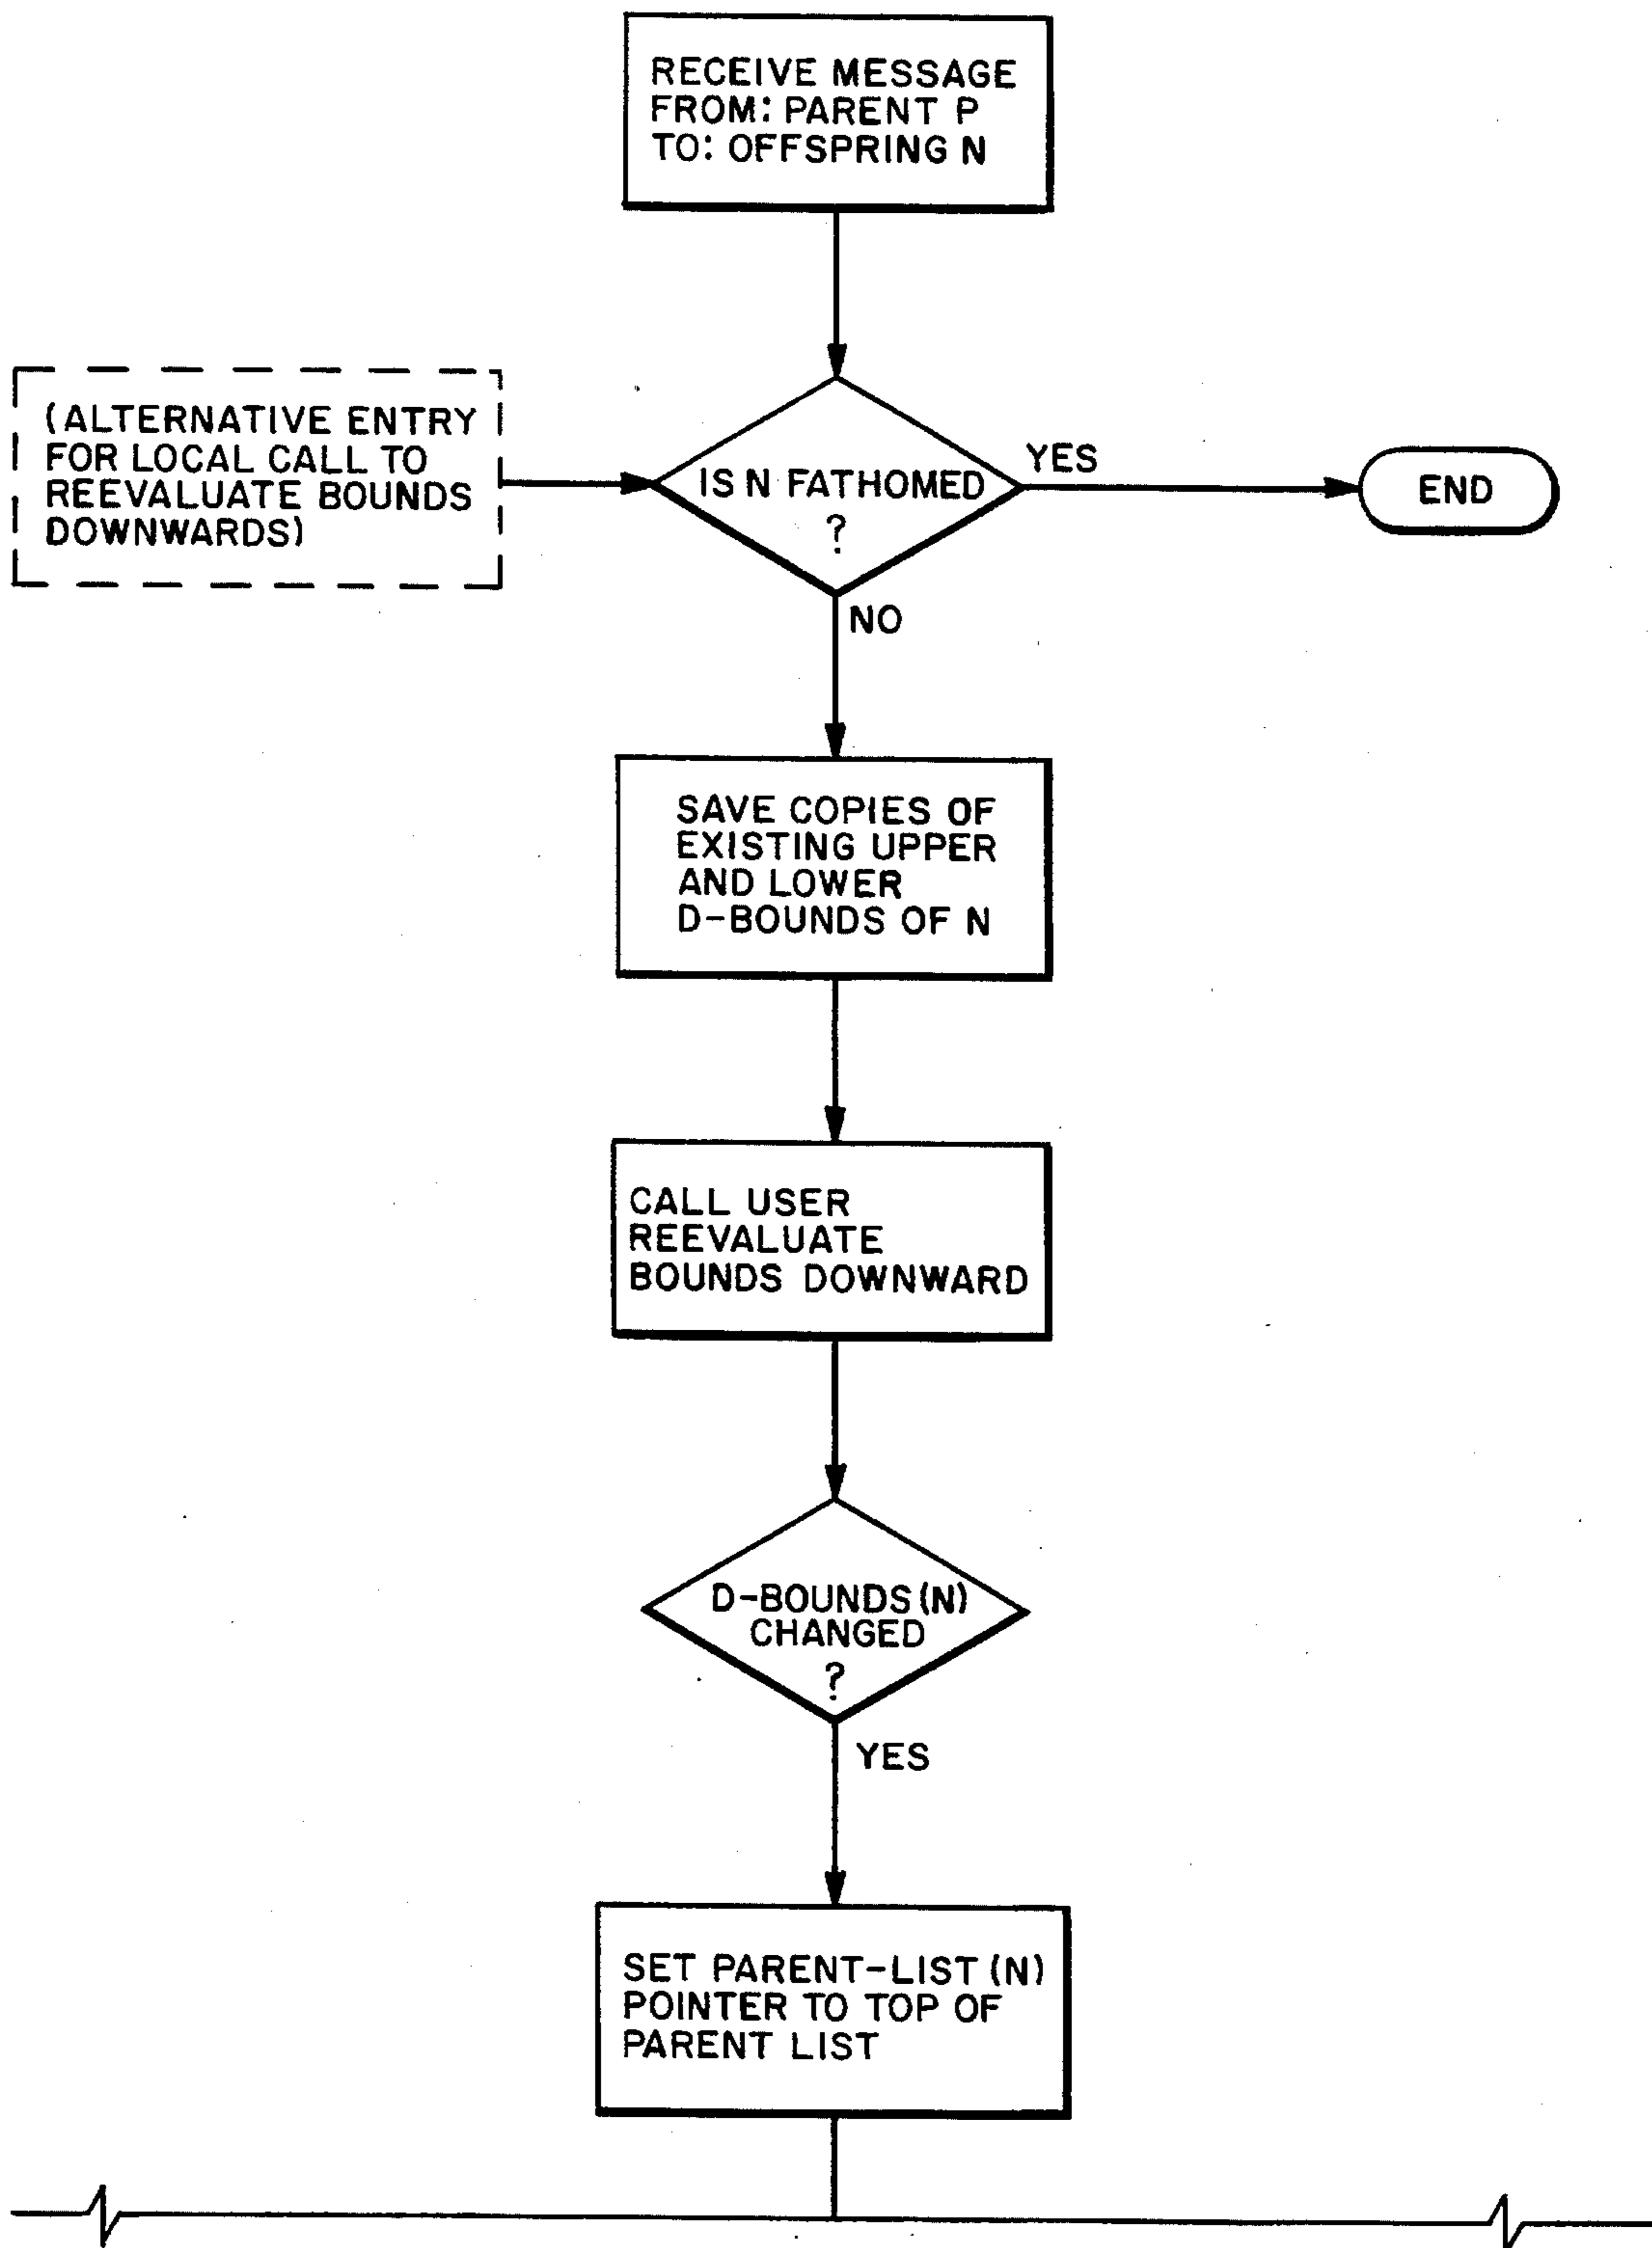 RECEIVE MESSAGE
FROM: PARENT P
TO: OFFSPRING N
(ALTERNATIVE ENTRY
FOR LOCAL CALL TO
REEVALUATE BOUNDS
DOWNWARDS)
IS N FATHOMED
?
YES
END
NO
SAVE COPIES OF
EXISTING UPPER
AND LOWER
D-BOUNDS OF N
CALL USER
REEVALUATE
BOUNDS DOWNWARD
D-BOUNDS (N)
CHANGED
?
YES
SET PARENT-LIST (N)
POINTER TO TOP OF
PARENT LIST